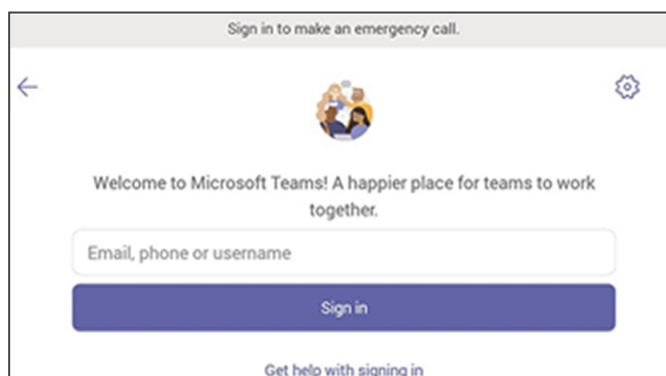 Sign in to make an emergency call.
Welcome to Microsoft Teams! A happier place for teams to work
together.
Email, phone or username
Sign in
Get help with signing in